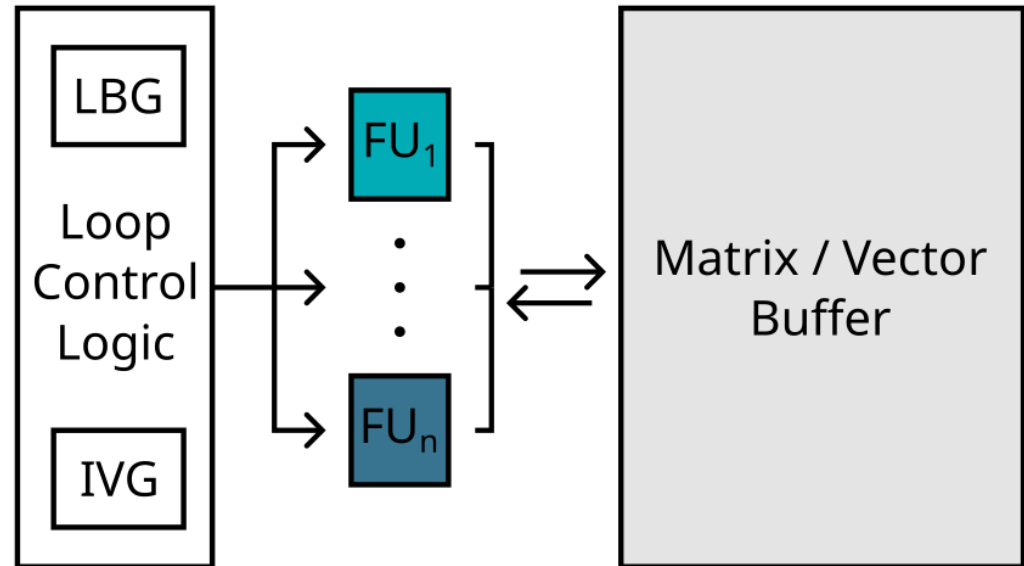 LBG
Loop
Control
Logic
IVG
FU₁
FUₙ
Matrix / Vector
Buffer